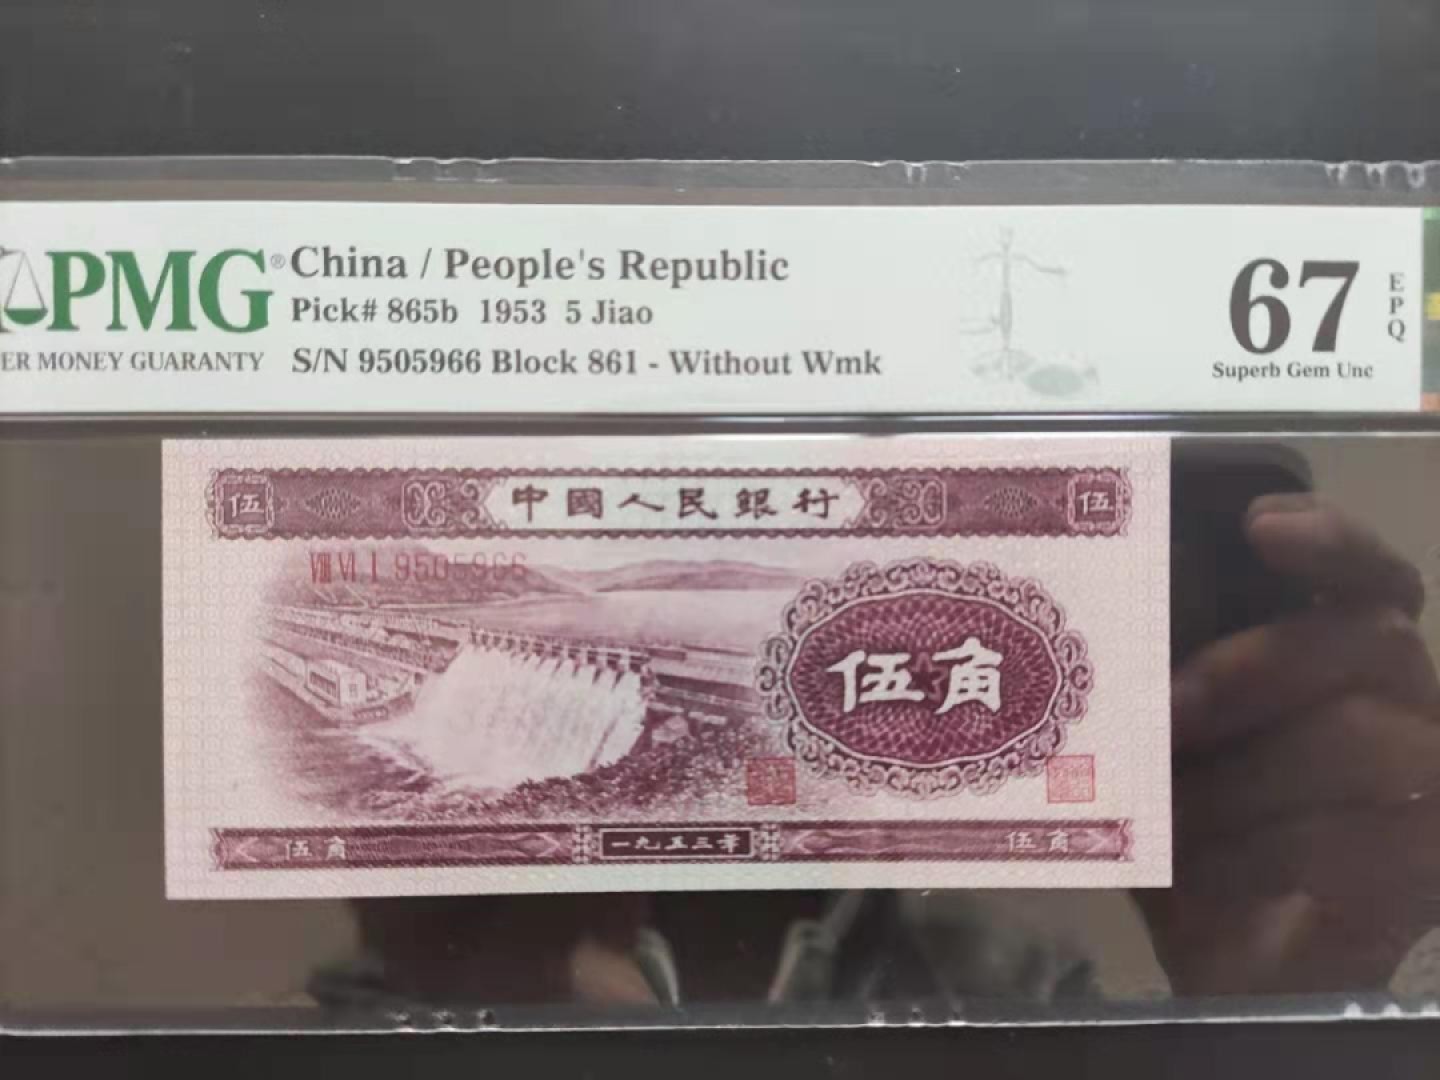 PMG®
ER MONEY GUARANTY
China / People's Republic
Pick# 865b 1953 5 Jiao
S/N 9505966 Block 861 - Without Wmk
67
EPQ
Superb Gem Unc
伍 中國人民銀行 伍
VIII VI I 9505966
伍角
伍角 一九五三年 伍角